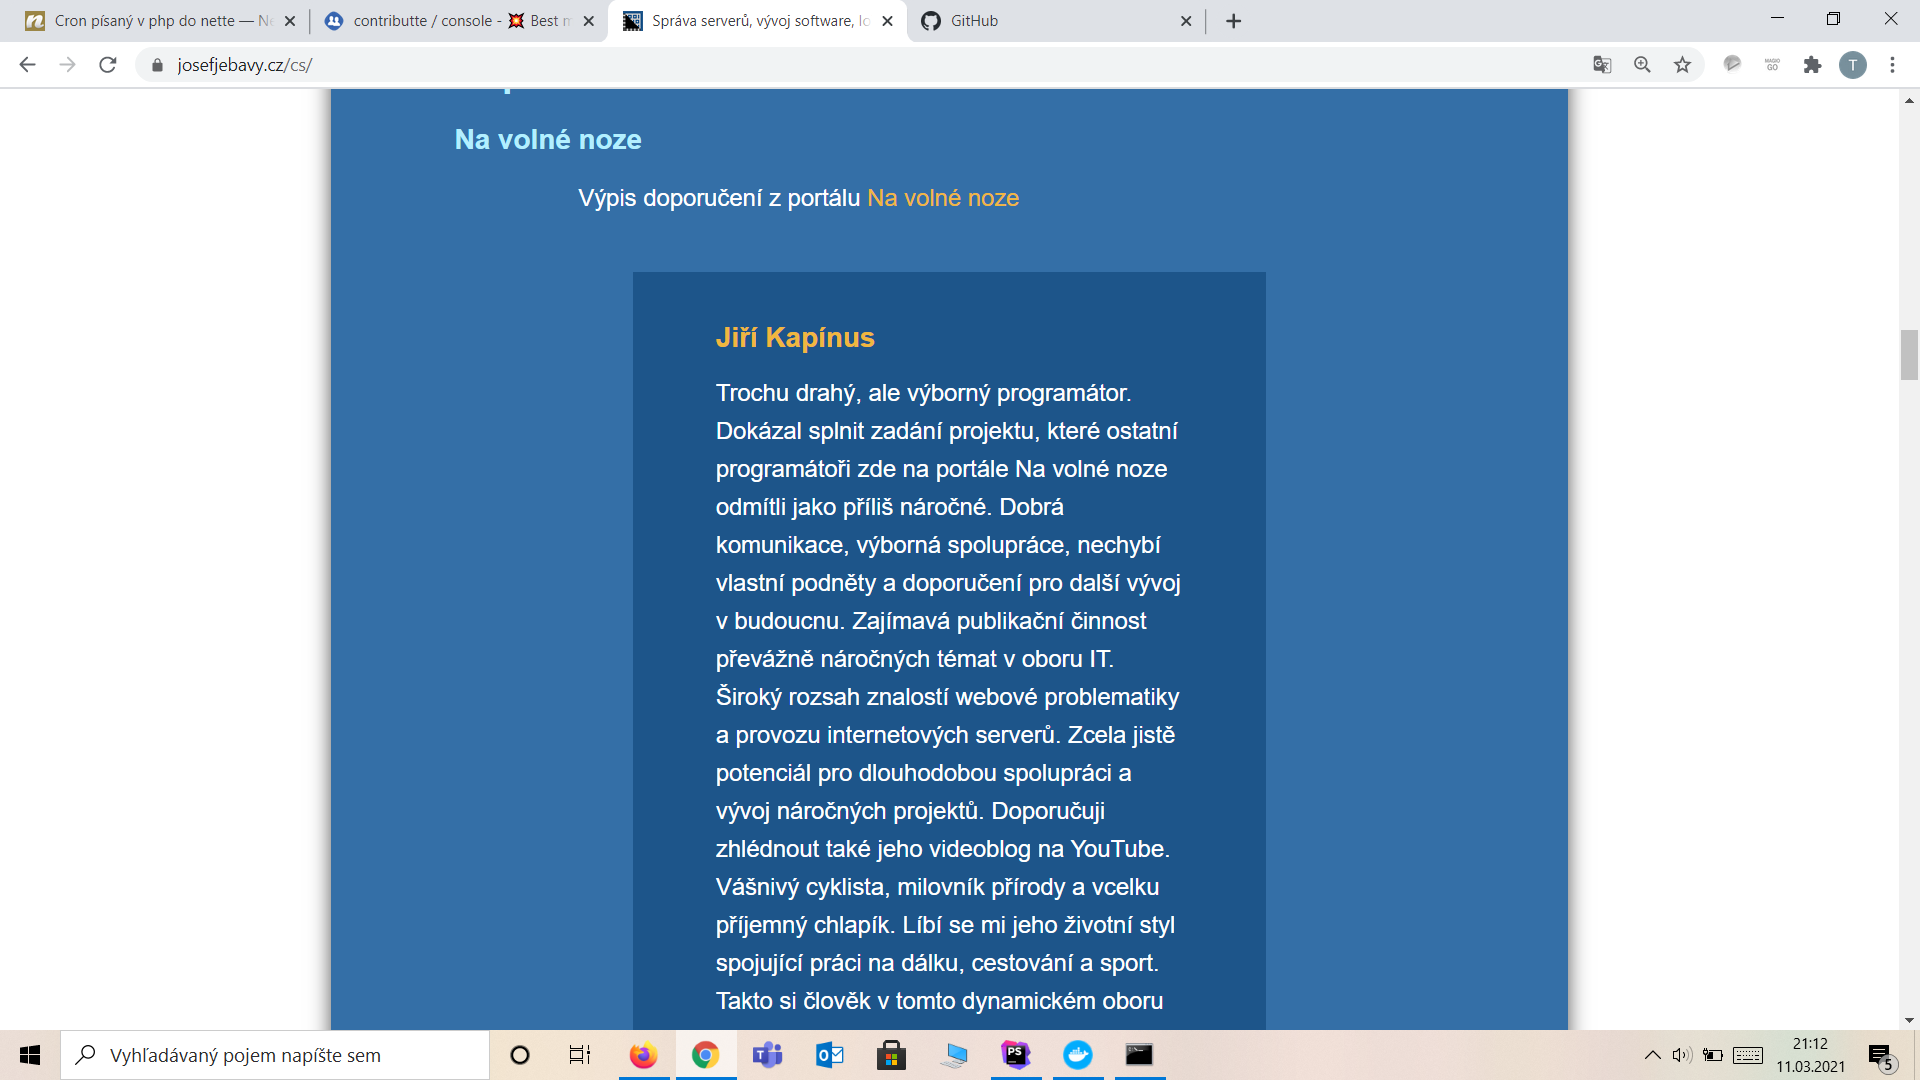 Cron písaný v php do nette — Ne
contributte / console - 💥 Best m
Správa serverů, vývoj software, lo
GitHub
josefjebavy.cz/cs/
MAGIC
GO
T
Na volné noze
Výpis doporučení z portálu Na volné noze
Jiří Kapínus
Trochu drahý, ale výborný programátor.
Dokázal splnit zadání projektu, které ostatní
programátoři zde na portále Na volné noze
odmítli jako příliš náročné. Dobrá
komunikace, výborná spolupráce, nechybí
vlastní podněty a doporučení pro další vývoj
v budoucnu. Zajímavá publikační činnost
převážně náročných témat v oboru IT.
Široký rozsah znalostí webové problematiky
a provozu internetových serverů. Zcela jistě
potenciál pro dlouhodobou spolupráci a
vývoj náročných projektů. Doporučuji
zhlédnout také jeho videoblog na YouTube.
Vášnivý cyklista, milovník přírody a vcelku
příjemný chlapík. Líbí se mi jeho životní styl
spojující práci na dálku, cestování a sport.
Takto si člověk v tomto dynamickém oboru
Vyhľadávaný pojem napíšte sem
PS
21:12
11.03.2021
5